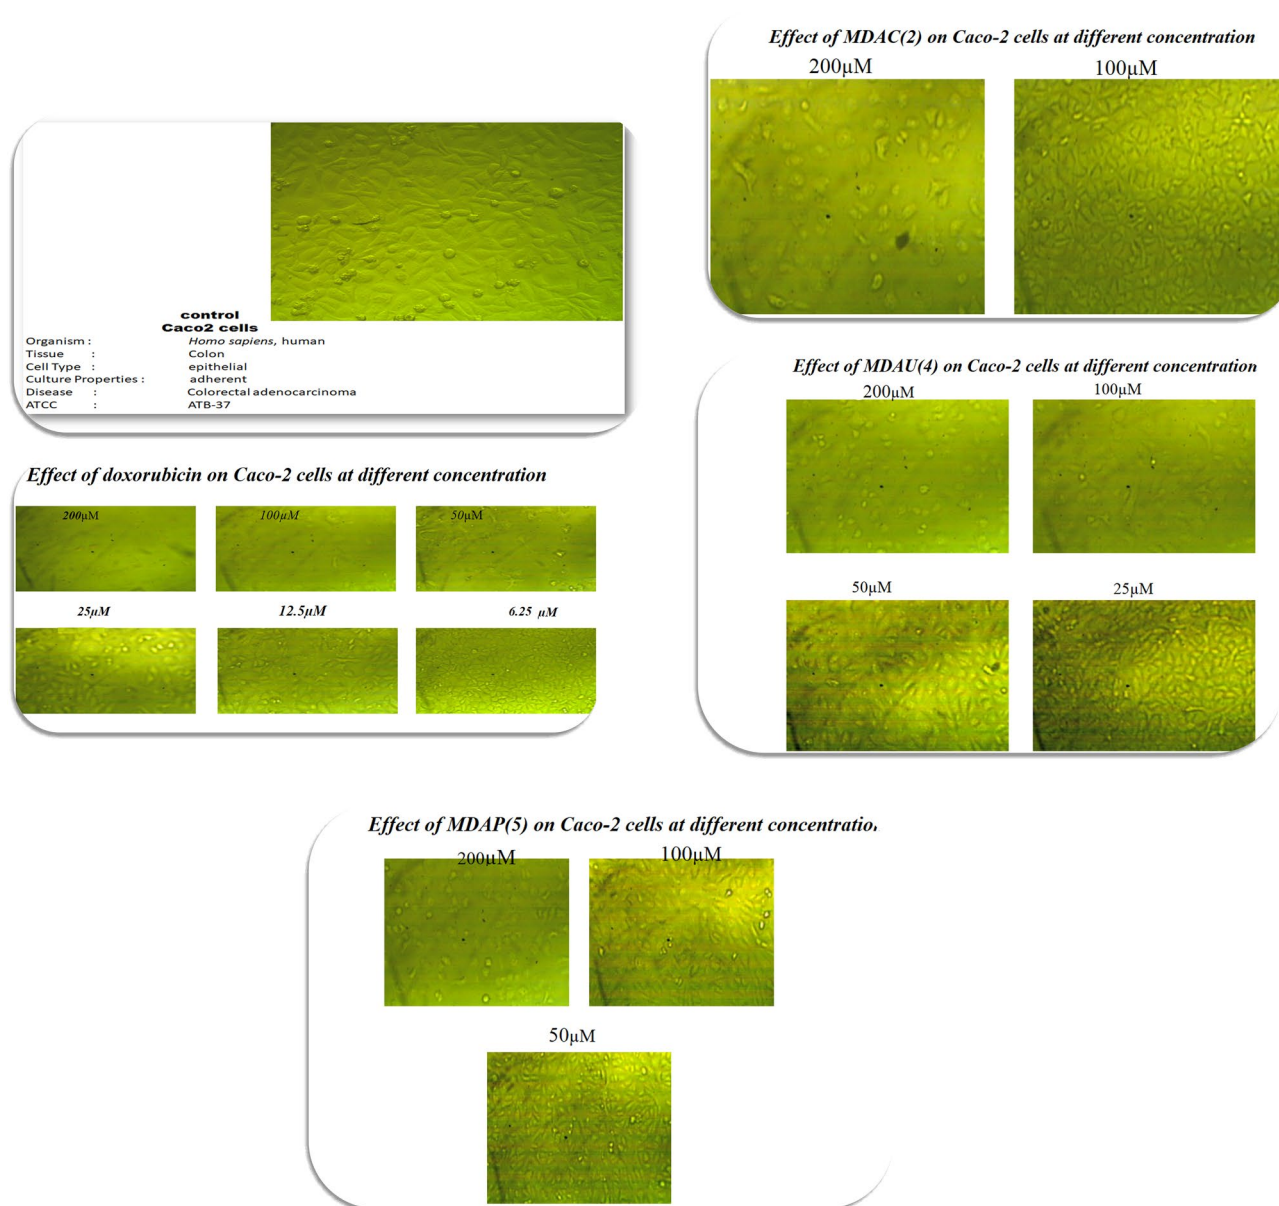 control
Caco2 cells
Organism : Homo sapiens, human
Tissue : Colon
Cell Type : epithelial
Culture Properties : adherent
Disease : Colorectal adenocarcinoma
ATCC : ATB-37
Effect of doxorubicin on Caco-2 cells at different concentration
200µM 100µM 50µM
25µM 12.5µM 6.25 µM
Effect of MDAC(2) on Caco-2 cells at different concentration
200µM 100µM
Effect of MDAU(4) on Caco-2 cells at different concentration
200µM 100µM
50µM 25µM
Effect of MDAP(5) on Caco-2 cells at different concentratio.
200µM 100µM
50µM